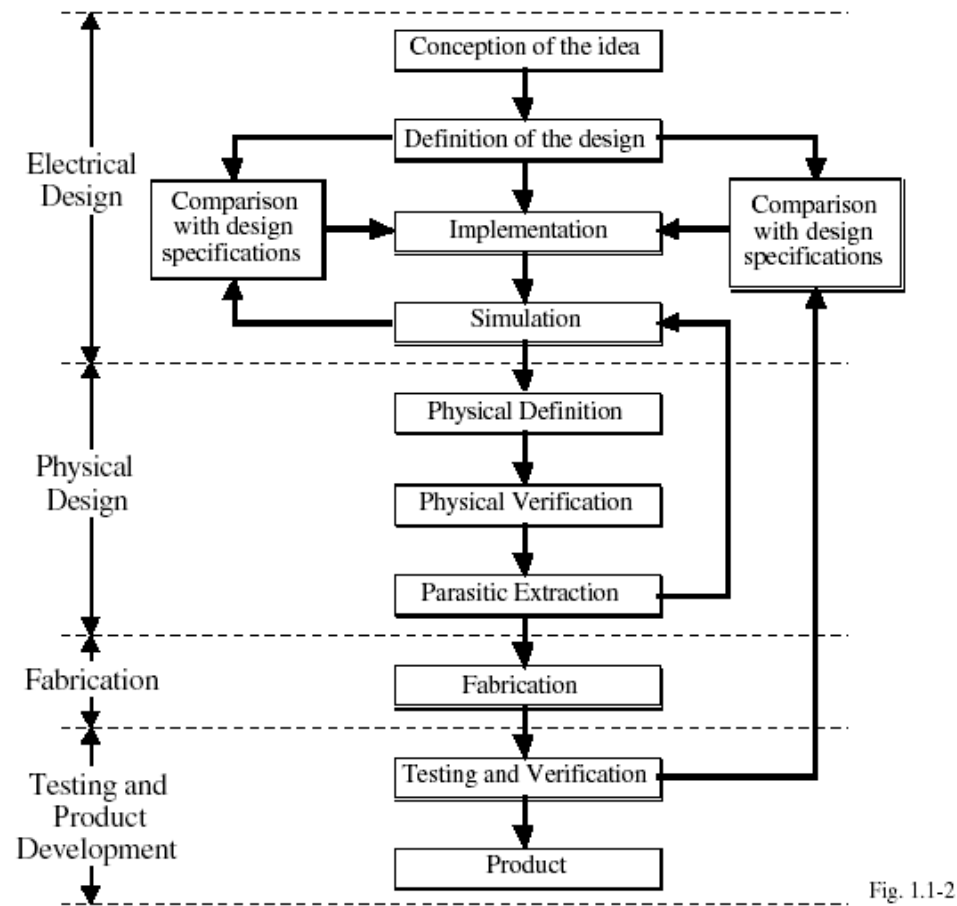 Conception of the idea
Definition of the design
Electrical
Design
Comparison
with design
specifications
Implementation
Comparison
with design
specifications
Simulation
Physical Definition
Physical
Design
Physical Verification
Parasitic Extraction
Fabrication
Fabrication
Testing and Verification
Testing and
Product
Development
Product
Fig. 1.1-2